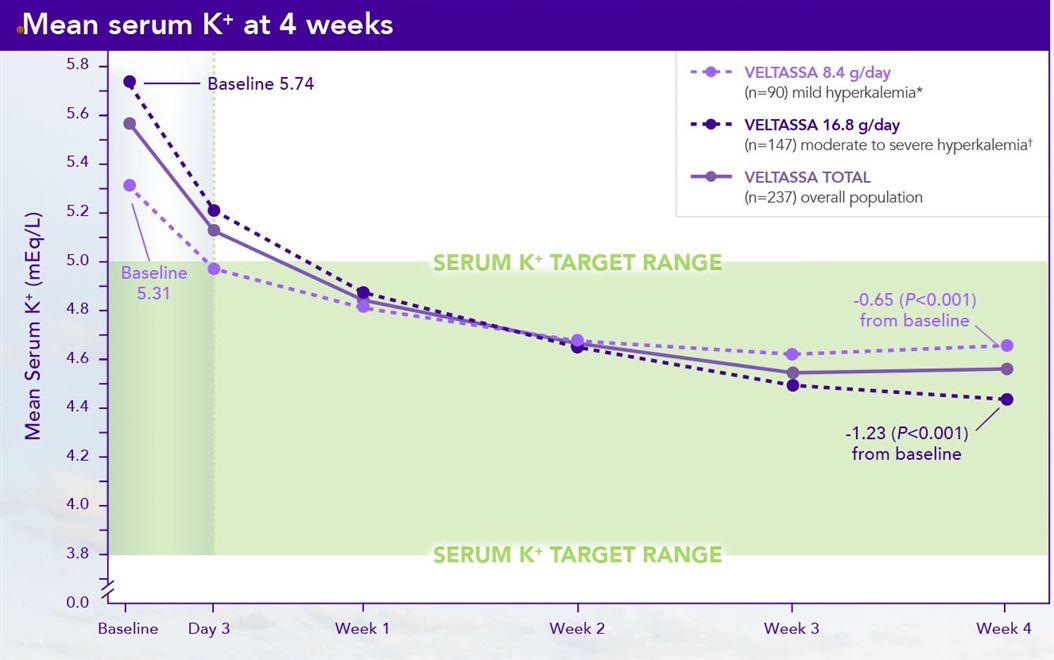 Mean serum K⁺ at 4 weeks
VELTASSA 8.4 g/day
(n=90) mild hyperkalemia*
VELTASSA 16.8 g/day
(n=147) moderate to severe hyperkalemia†
VELTASSA TOTAL
(n=237) overall population
Mean Serum K⁺ (mEq/L)
5.8
5.6
5.4
5.2
5.0
4.8
4.6
4.4
4.2
4.0
3.8
0.0
Baseline 5.74
Baseline
5.31
SERUM K⁺ TARGET RANGE
-0.65 (P<0.001)
from baseline
-1.23 (P<0.001)
from baseline
SERUM K⁺ TARGET RANGE
Baseline
Day 3
Week 1
Week 2
Week 3
Week 4